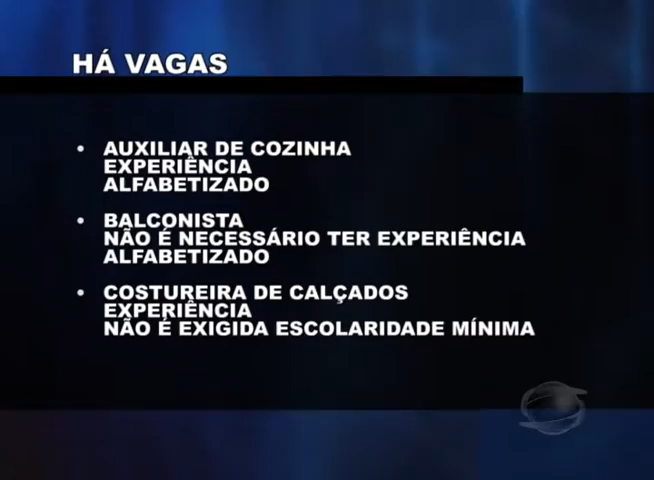 HÁ VAGAS
• AUXILIAR DE COZINHA
EXPERIÊNCIA
ALFABETIZADO
• BALCONISTA
NÃO É NECESSÁRIO TER EXPERIÊNCIA
ALFABETIZADO
• COSTUREIRA DE CALÇADOS
EXPERIÊNCIA
NÃO É EXIGIDA ESCOLARIDADE MÍNIMA